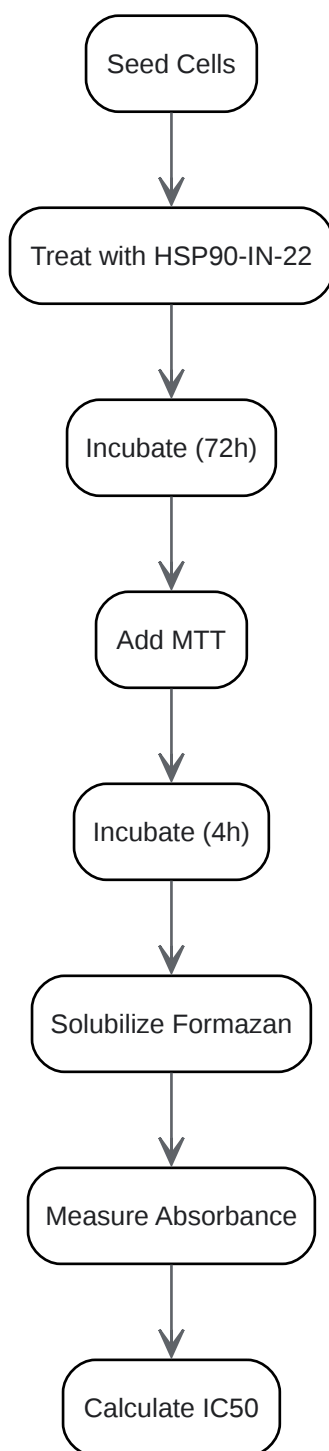 Seed Cells
Treat with HSP90-IN-22
Incubate (72h)
Add MTT
Incubate (4h)
Solubilize Formazan
Measure Absorbance
Calculate IC50